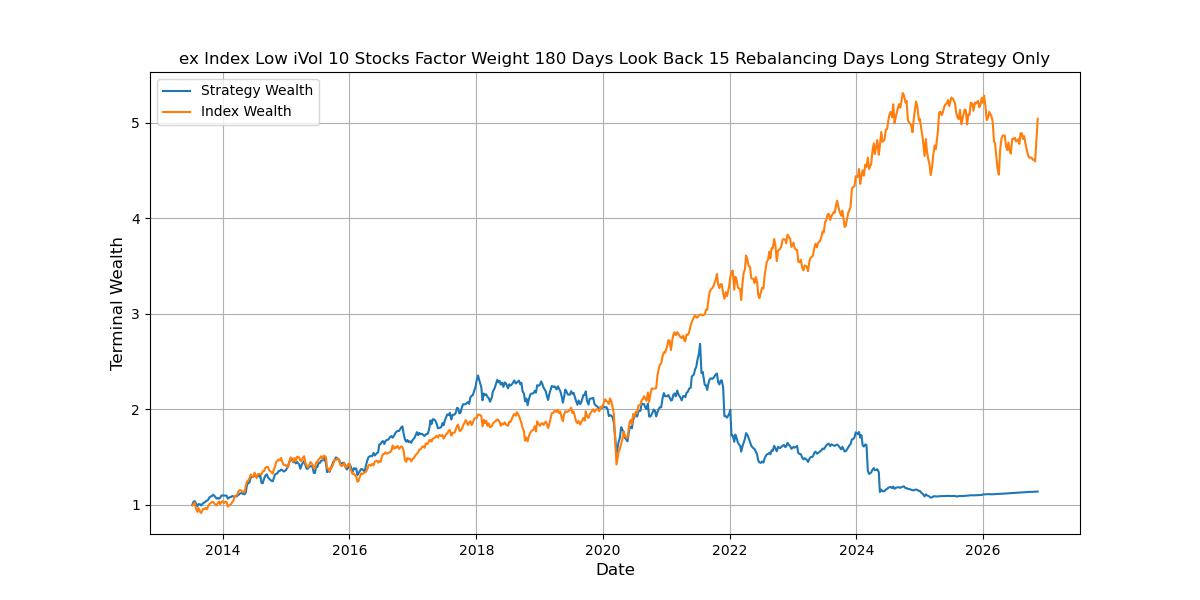 ex Index Low iVol 10 Stocks Factor Weight 180 Days Look Back 15 Rebalancing Days Long Strategy Only
Strategy Wealth
Index Wealth
Terminal Wealth
5
4
3
2
1
2014 2016 2018 2020 2022 2024 2026
Date